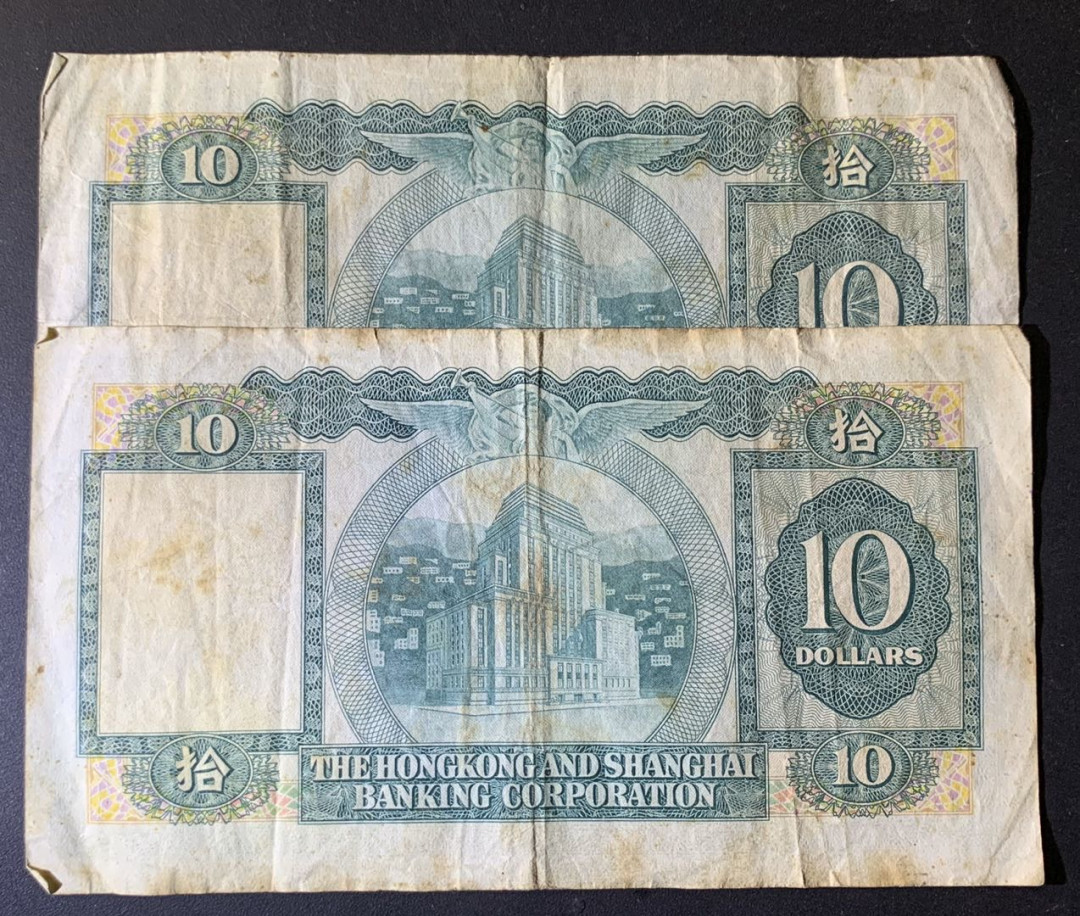 10
拾
10
10
拾
10
DOLLARS
拾
THE HONGKONG AND SHANGHAI
BANKING CORPORATION
10